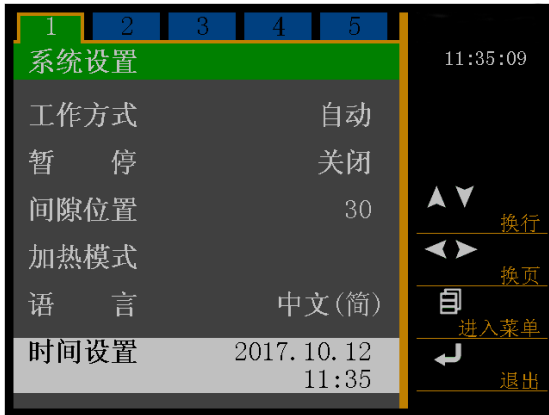 1 2 3 4 5
系统设置
11:35:09
工作方式 自动
暂 停 关闭
间隙位置 30
换行
加热模式
换页
语 言 中文(简)
进入菜单
时间设置 2017.10.12
11:35
退出